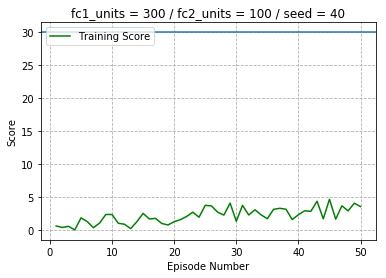 fc1_units = 300 / fc2_units = 100 / seed = 40
30
Training Score
25
20
15
10
5
0
Score
0 10 20 30 40 50
Episode Number